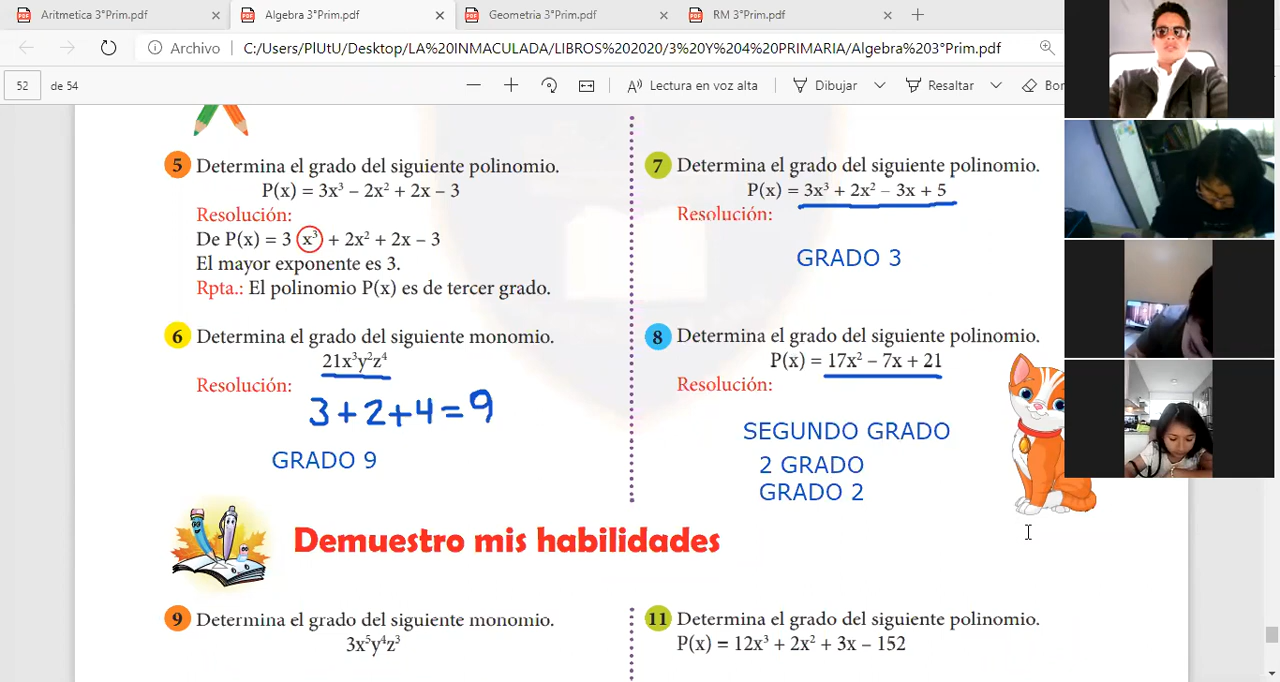 Aritmetica 3°Prim.pdf
Algebra 3°Prim.pdf
Geometria 3°Prim.pdf
RM 3°Prim.pdf
Archivo
C:/Users/PlUtU/Desktop/LA%20INMACULADA/LIBROS%202020/3%20Y%204%20PRIMARIA/Algebra%203°Prim.pdf
52 de 54
Lectura en voz alta
Dibujar
Resaltar
Bor
5 Determina el grado del siguiente polinomio.
P(x) = 3x³ – 2x² + 2x – 3
Resolución:
De P(x) = 3 x³ + 2x² + 2x – 3
El mayor exponente es 3.
Rpta.: El polinomio P(x) es de tercer grado.
6 Determina el grado del siguiente monomio.
21x³y²z⁴
Resolución:
3+2+4=9
GRADO 9
7 Determina el grado del siguiente polinomio.
P(x) = 3x³ + 2x² – 3x + 5
Resolución:
GRADO 3
8 Determina el grado del siguiente polinomio.
P(x) = 17x² – 7x + 21
Resolución:
SEGUNDO GRADO
2 GRADO
GRADO 2
Demuestro mis habilidades
9 Determina el grado del siguiente monomio.
3x⁵y⁴z³
11 Determina el grado del siguiente polinomio.
P(x) = 12x³ + 2x² + 3x – 152